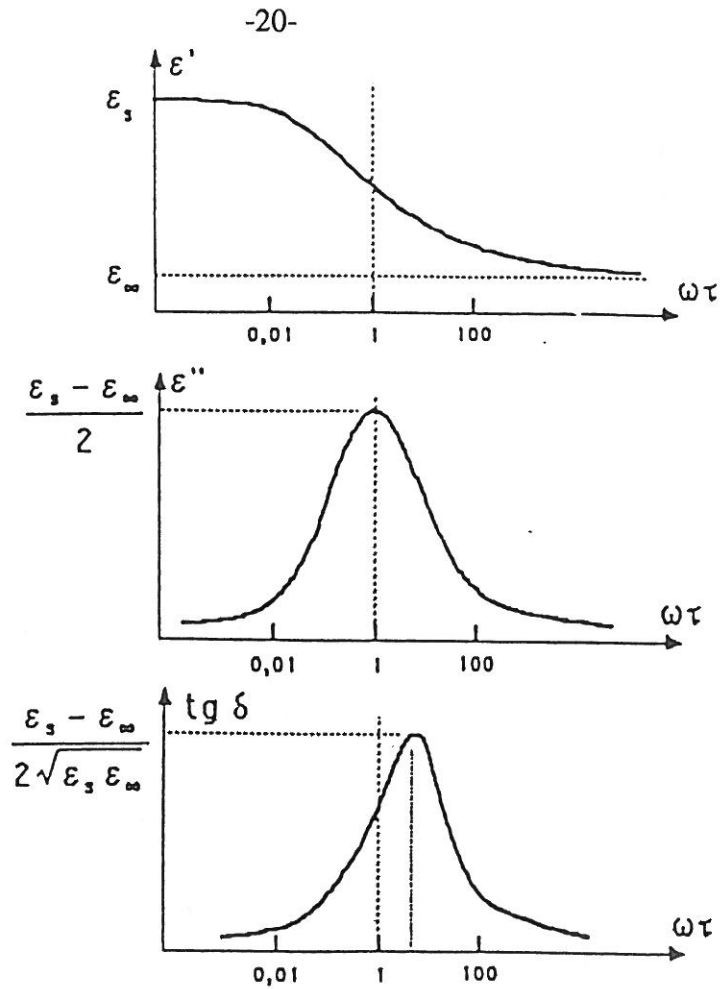 -20-
ε'
ε_s
ε_∞
ωτ
0,01 1 100
ε_s − ε_∞
2
ε"
ωτ
0,01 1 100
tg δ
ε_s − ε_∞
2√ε_s ε_∞
ωτ
0,01 1 100